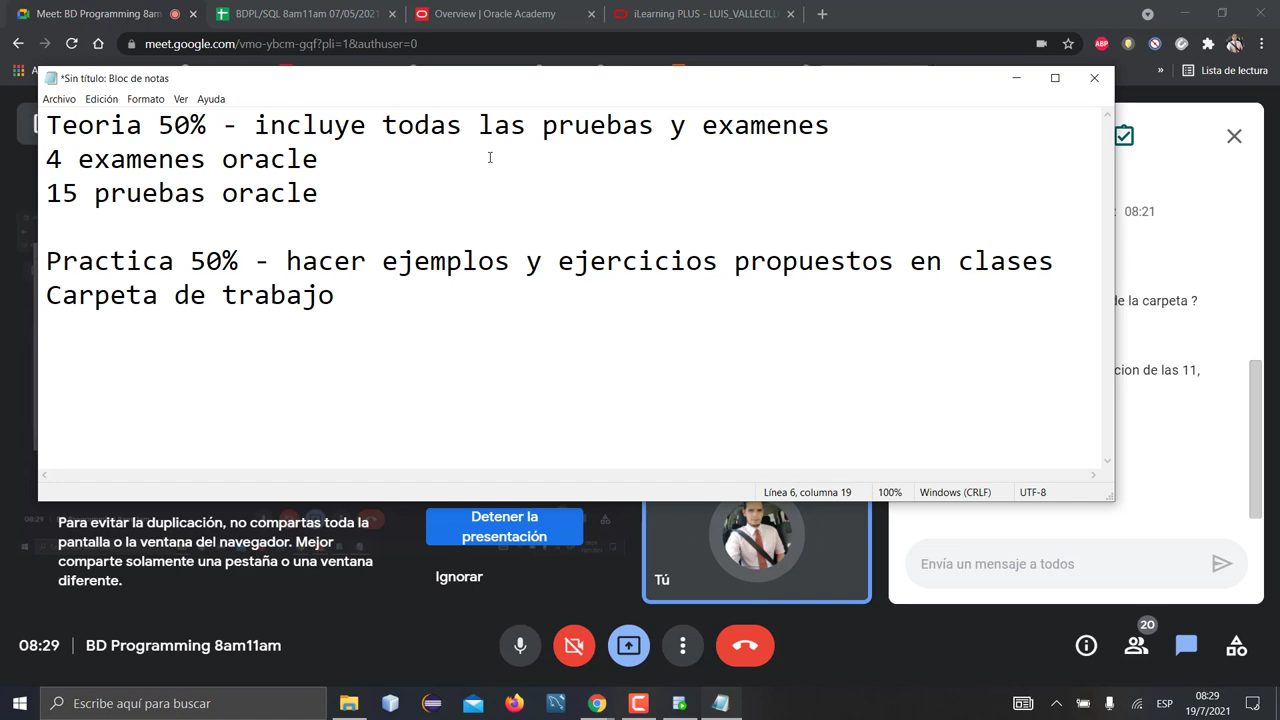 Meet: BD Programming 8am
BDPL/SQL 8am11am 07/05/2021
Overview | Oracle Academy
iLearning PLUS - LUIS_VALLECILL
meet.google.com/vmo-ybcm-gqf?pli=1&authuser=0
ABP
Lista de lectura
*Sin título: Bloc de notas
Archivo Edición Formato Ver Ayuda
Teoria 50% - incluye todas las pruebas y examenes
4 examenes oracle
15 pruebas oracle
Practica 50% - hacer ejemplos y ejercicios propuestos en clases
Carpeta de trabajo
Línea 6, columna 19 100% Windows (CRLF) UTF-8
08:21
de la carpeta ?
cion de las 11,
Para evitar la duplicación, no compartas toda la
pantalla o la ventana del navegador. Mejor
comparte solamente una pestaña o una ventana
diferente.
Detener la
presentación
Ignorar
Tú
Envía un mensaje a todos
08:29 | BD Programming 8am11am
20
Escribe aquí para buscar
ESP
08:29
19/7/2021